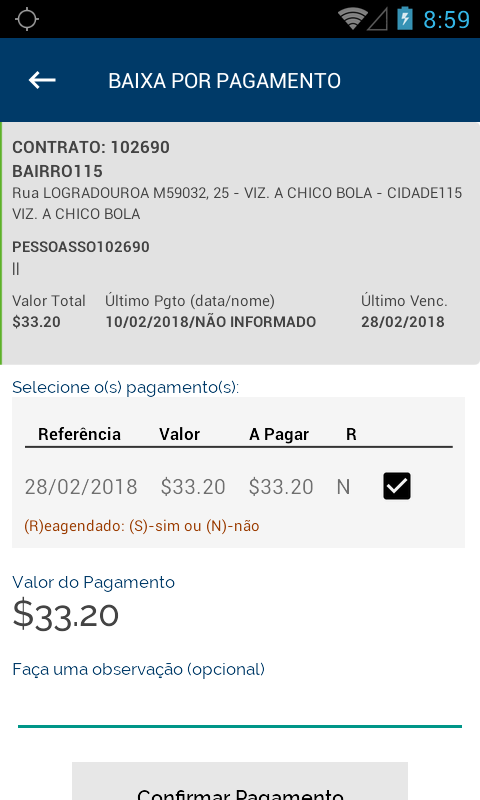 8:59
BAIXA POR PAGAMENTO
CONTRATO: 102690
BAIRRO115
Rua LOGRADOUROA M59032, 25 - VIZ. A CHICO BOLA - CIDADE115
VIZ. A CHICO BOLA
PESSOASSO102690
||
Valor Total Último Pgto (data/nome) Último Venc.
$33.20 10/02/2018/NÃO INFORMADO 28/02/2018
Selecione o(s) pagamento(s):
Referência Valor A Pagar R
28/02/2018 $33.20 $33.20 N
(R)eagendado: (S)-sim ou (N)-não
Valor do Pagamento
$33.20
Faça uma observação (opcional)
Confirmar Pagamento